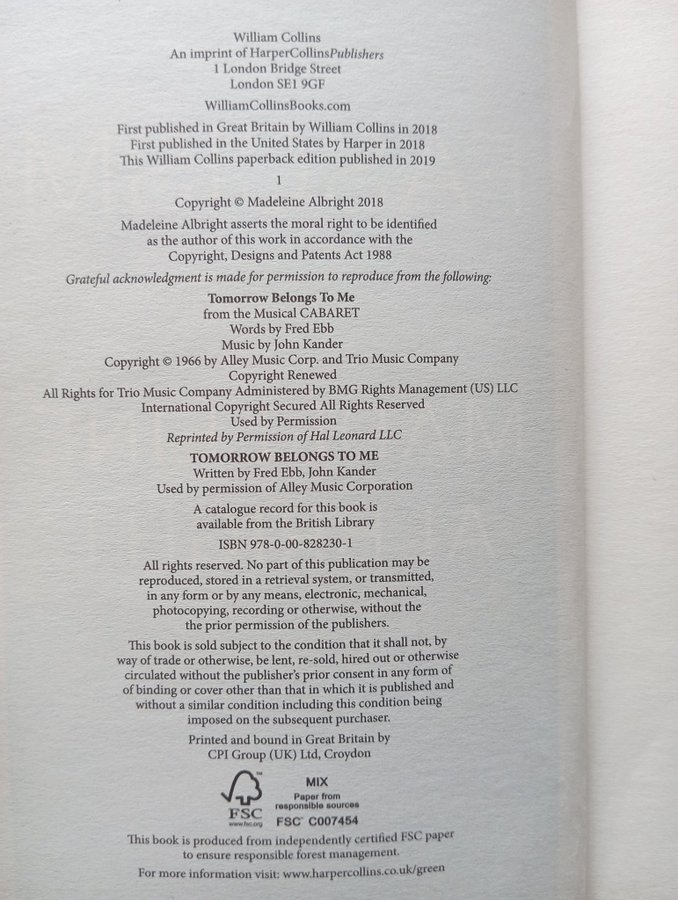 William Collins
An imprint of HarperCollinsPublishers
1 London Bridge Street
London SE1 9GF
WilliamCollinsBooks.com
First published in Great Britain by William Collins in 2018
First published in the United States by Harper in 2018
This William Collins paperback edition published in 2019
1
Copyright © Madeleine Albright 2018
Madeleine Albright asserts the moral right to be identified
as the author of this work in accordance with the
Copyright, Designs and Patents Act 1988
Grateful acknowledgment is made for permission to reproduce from the following:
Tomorrow Belongs To Me
from the Musical CABARET
Words by Fred Ebb
Music by John Kander
Copyright © 1966 by Alley Music Corp. and Trio Music Company
Copyright Renewed
All Rights for Trio Music Company Administered by BMG Rights Management (US) LLC
International Copyright Secured All Rights Reserved
Used by Permission
Reprinted by Permission of Hal Leonard LLC
TOMORROW BELONGS TO ME
Written by Fred Ebb, John Kander
Used by permission of Alley Music Corporation
A catalogue record for this book is
available from the British Library
ISBN 978-0-00-828230-1
All rights reserved. No part of this publication may be
reproduced, stored in a retrieval system, or transmitted,
in any form or by any means, electronic, mechanical,
photocopying, recording or otherwise, without the
the prior permission of the publishers.
This book is sold subject to the condition that it shall not, by
way of trade or otherwise, be lent, re-sold, hired out or otherwise
circulated without the publisher's prior consent in any form of
of binding or cover other than that in which it is published and
without a similar condition including this condition being
imposed on the subsequent purchaser.
Printed and bound in Great Britain by
CPI Group (UK) Ltd, Croydon
FSC™
www.fsc.org
MIX
Paper from
responsible sources
FSC™ C007454
This book is produced from independently certified FSC paper
to ensure responsible forest management.
For more information visit: www.harpercollins.co.uk/green